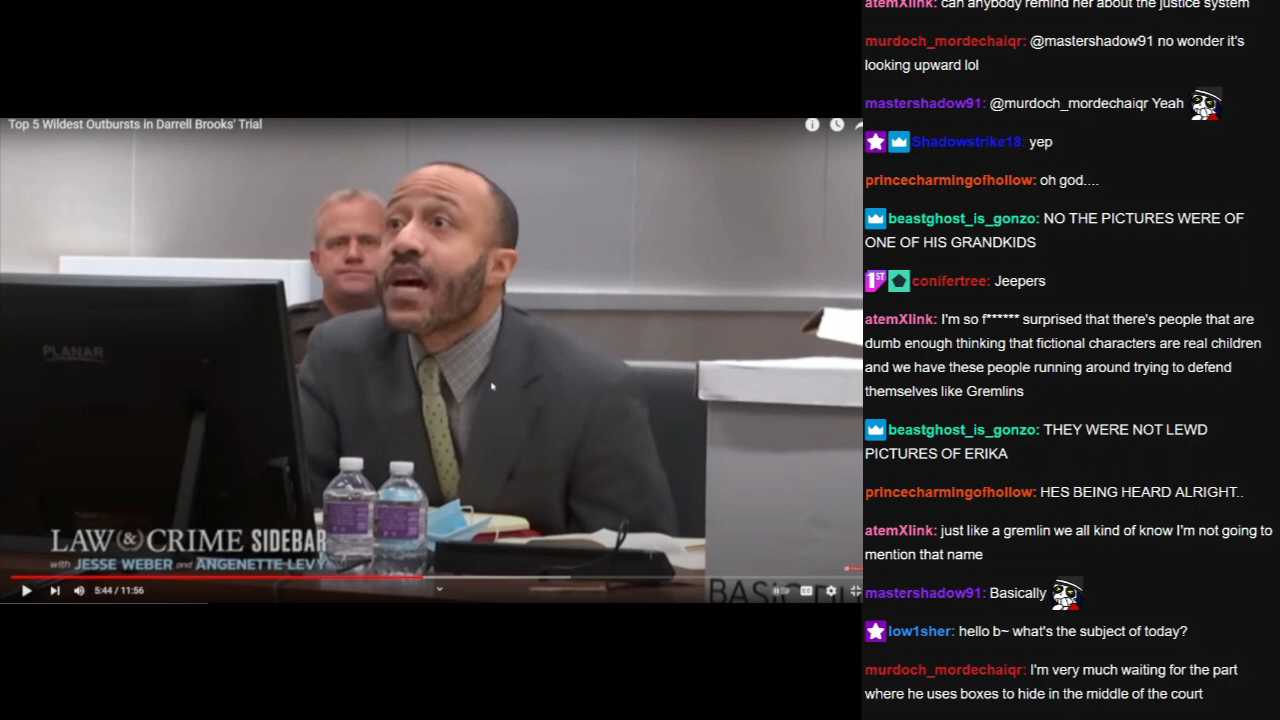 Top 5 Wildest Outbursts in Darrell Brooks' Trial
PLANAR
LAW & CRIME SIDEBAR
with JESSE WEBER and ANGENETTE LEVY
5:44 / 11:56
atemXlink: can anybody remind her about the justice system
murdoch_mordechaiqr: @mastershadow91 no wonder it's
looking upward lol
mastershadow91: @murdoch_mordechaiqr Yeah
Shadowstrike18: yep
princecharmingofhollow: oh god....
beastghost_is_gonzo: NO THE PICTURES WERE OF
ONE OF HIS GRANDKIDS
1ST conifertree: Jeepers
atemXlink: I'm so f****** surprised that there's people that are
dumb enough thinking that fictional characters are real children
and we have these people running around trying to defend
themselves like Gremlins
beastghost_is_gonzo: THEY WERE NOT LEWD
PICTURES OF ERIKA
princecharmingofhollow: HES BEING HEARD ALRIGHT..
atemXlink: just like a gremlin we all kind of know I'm not going to
mention that name
mastershadow91: Basically
low1sher: hello b~ what's the subject of today?
murdoch_mordechaiqr: I'm very much waiting for the part
where he uses boxes to hide in the middle of the court